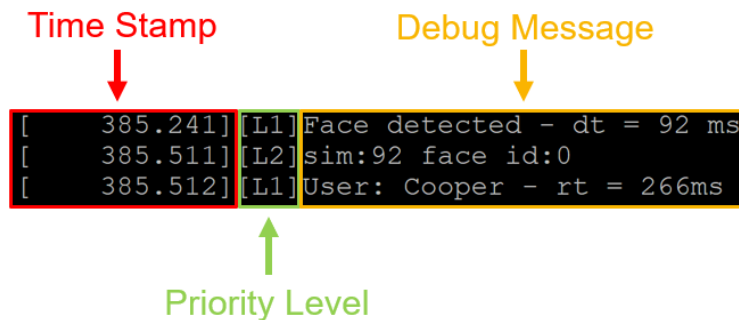 Time Stamp
Debug Message
[    385.241][L1]Face detected - dt = 92 ms
[    385.511][L2]sim:92 face id:0
[    385.512][L1]User: Cooper - rt = 266ms
Priority Level